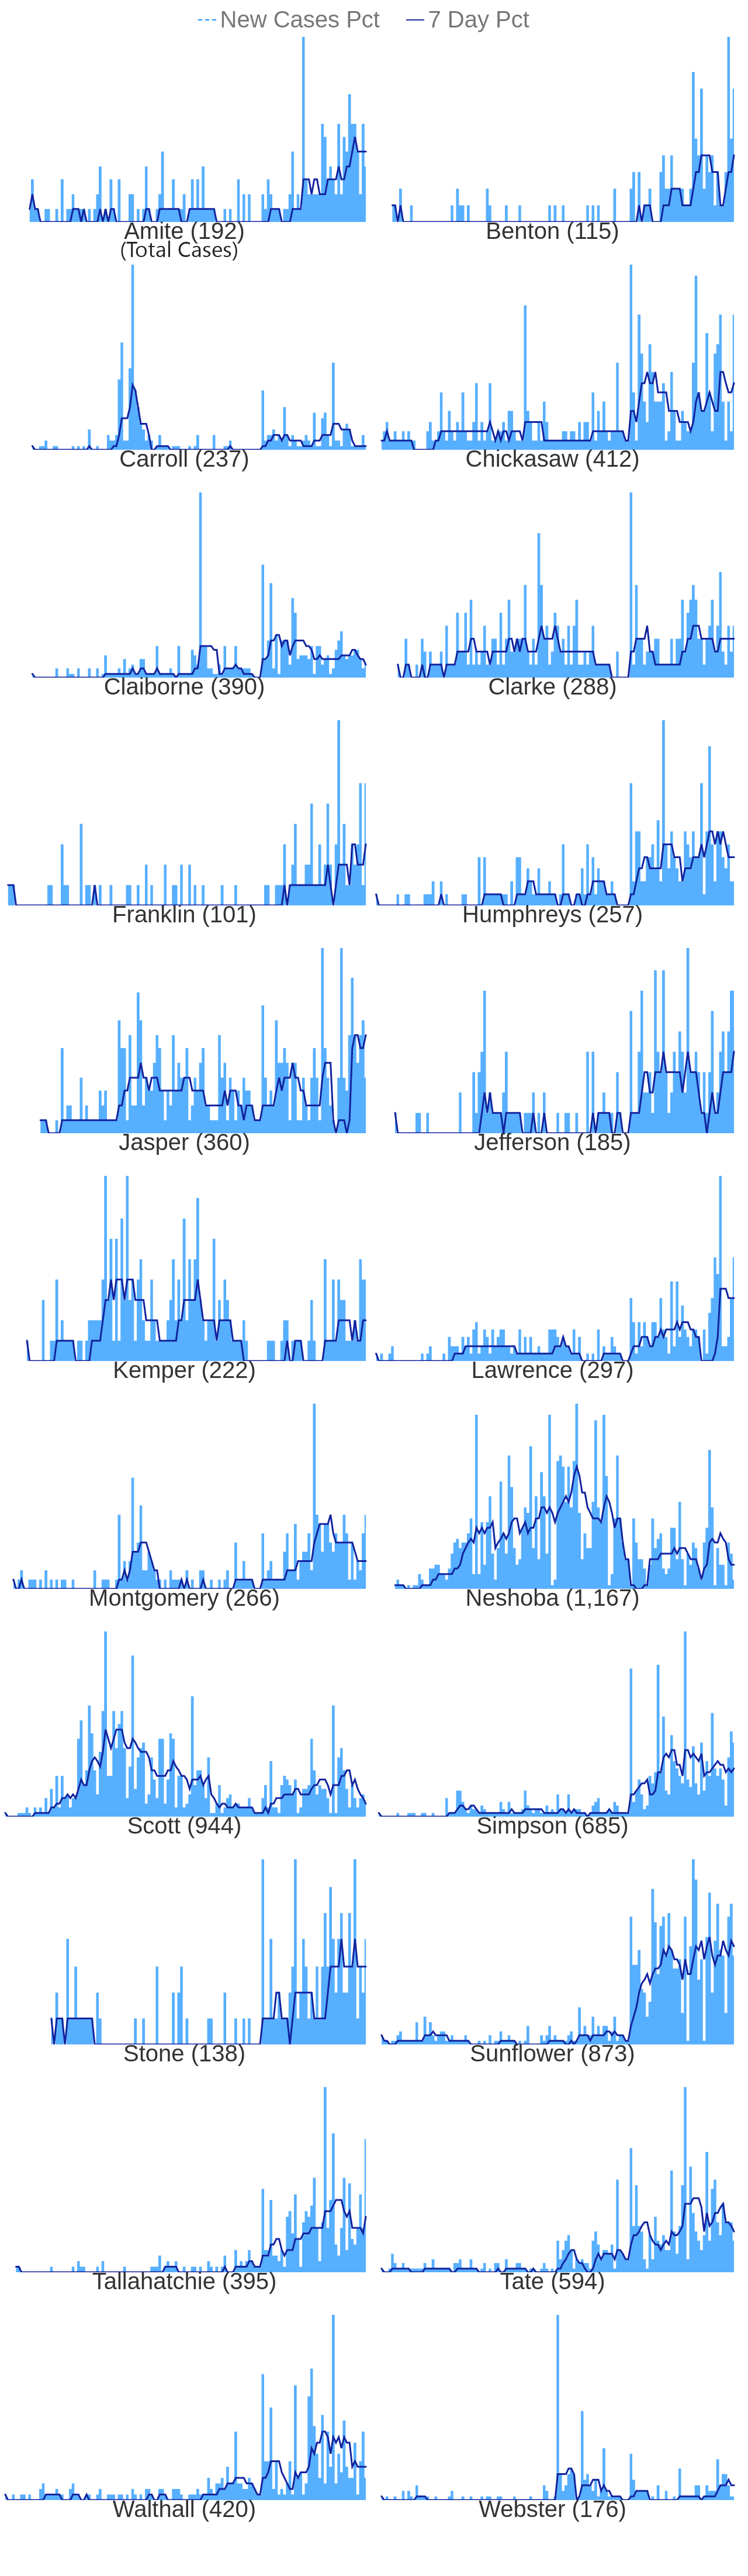 New Cases Pct 7 Day Pct
Amite (192) Benton (115)
(Total Cases)
Carroll (237) Chickasaw (412)
Claiborne (390) Clarke (288)
Franklin (101) Humphreys (257)
Jasper (360) Jefferson (185)
Kemper (222) Lawrence (297)
Montgomery (266) Neshoba (1,167)
Scott (944) Simpson (685)
Stone (138) Sunflower (873)
Tallahatchie (395) Tate (594)
Walthall (420) Webster (176)